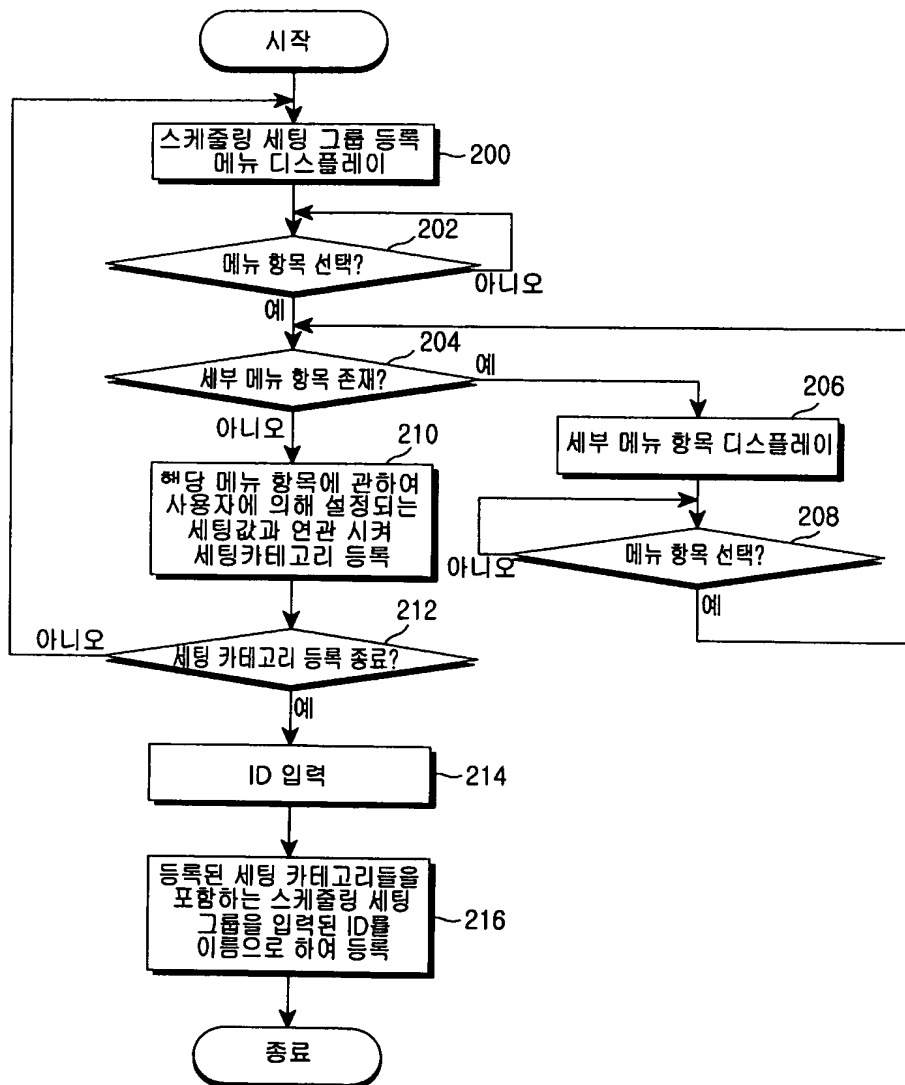 시작
스케줄링 세팅 그룹 등록
메뉴 디스플레이
200
202
메뉴 항목 선택?
아니오
예
204
세부 메뉴 항목 존재?
예
아니오
206
세부 메뉴 항목 디스플레이
208
메뉴 항목 선택?
아니오
예
210
해당 메뉴 항목에 관하여
사용자에 의해 설정되는
세팅값과 연관 시켜
세팅카테고리 등록
212
세팅 카테고리 등록 종료?
아니오
예
ID 입력
214
등록된 세팅 카테고리들을
포함하는 스케줄링 세팅
그룹을 입력된 ID를
이름으로 하여 등록
216
종료